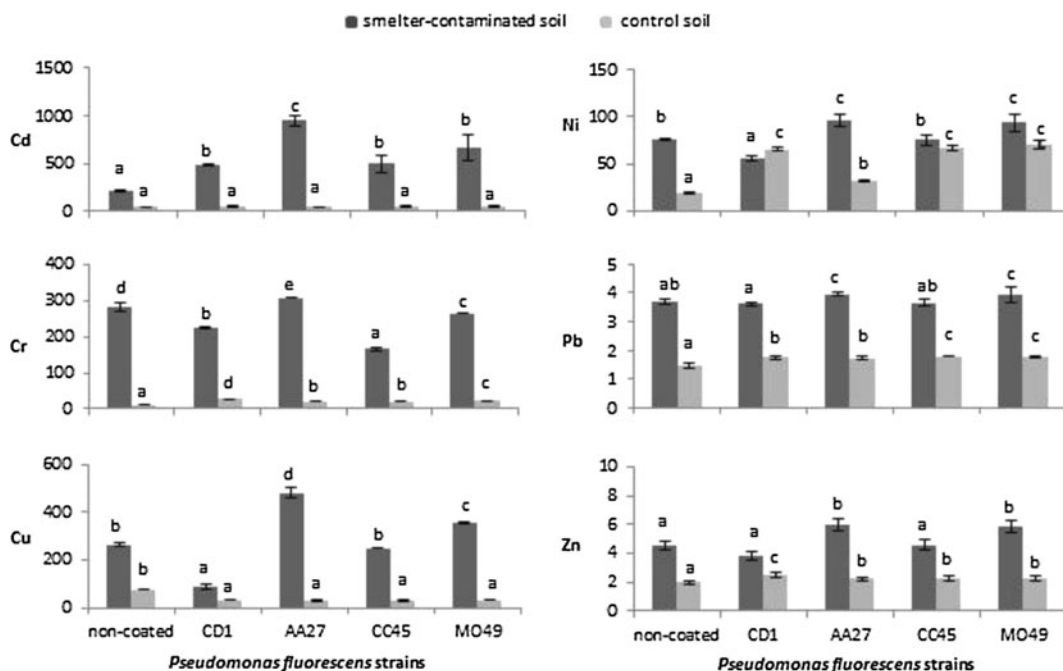 smelter-contaminated soil control soil
Cd
1500
1000
500
0
a a b a c a b a b a
Ni
150
100
50
0
b a a c c b b c c c
Cr
400
300
200
100
0
d a b d e b a b c c
Pb
5
4
3
2
1
0
ab a a b c b ab c c c
Cu
600
400
200
0
b b a a d a b a c a
non-coated CD1 AA27 CC45 MO49
Pseudomonas fluorescens strains
Zn
10
8
6
4
2
0
a a a c b b a b b b
non-coated CD1 AA27 CC45 MO49
Pseudomonas fluorescens strains